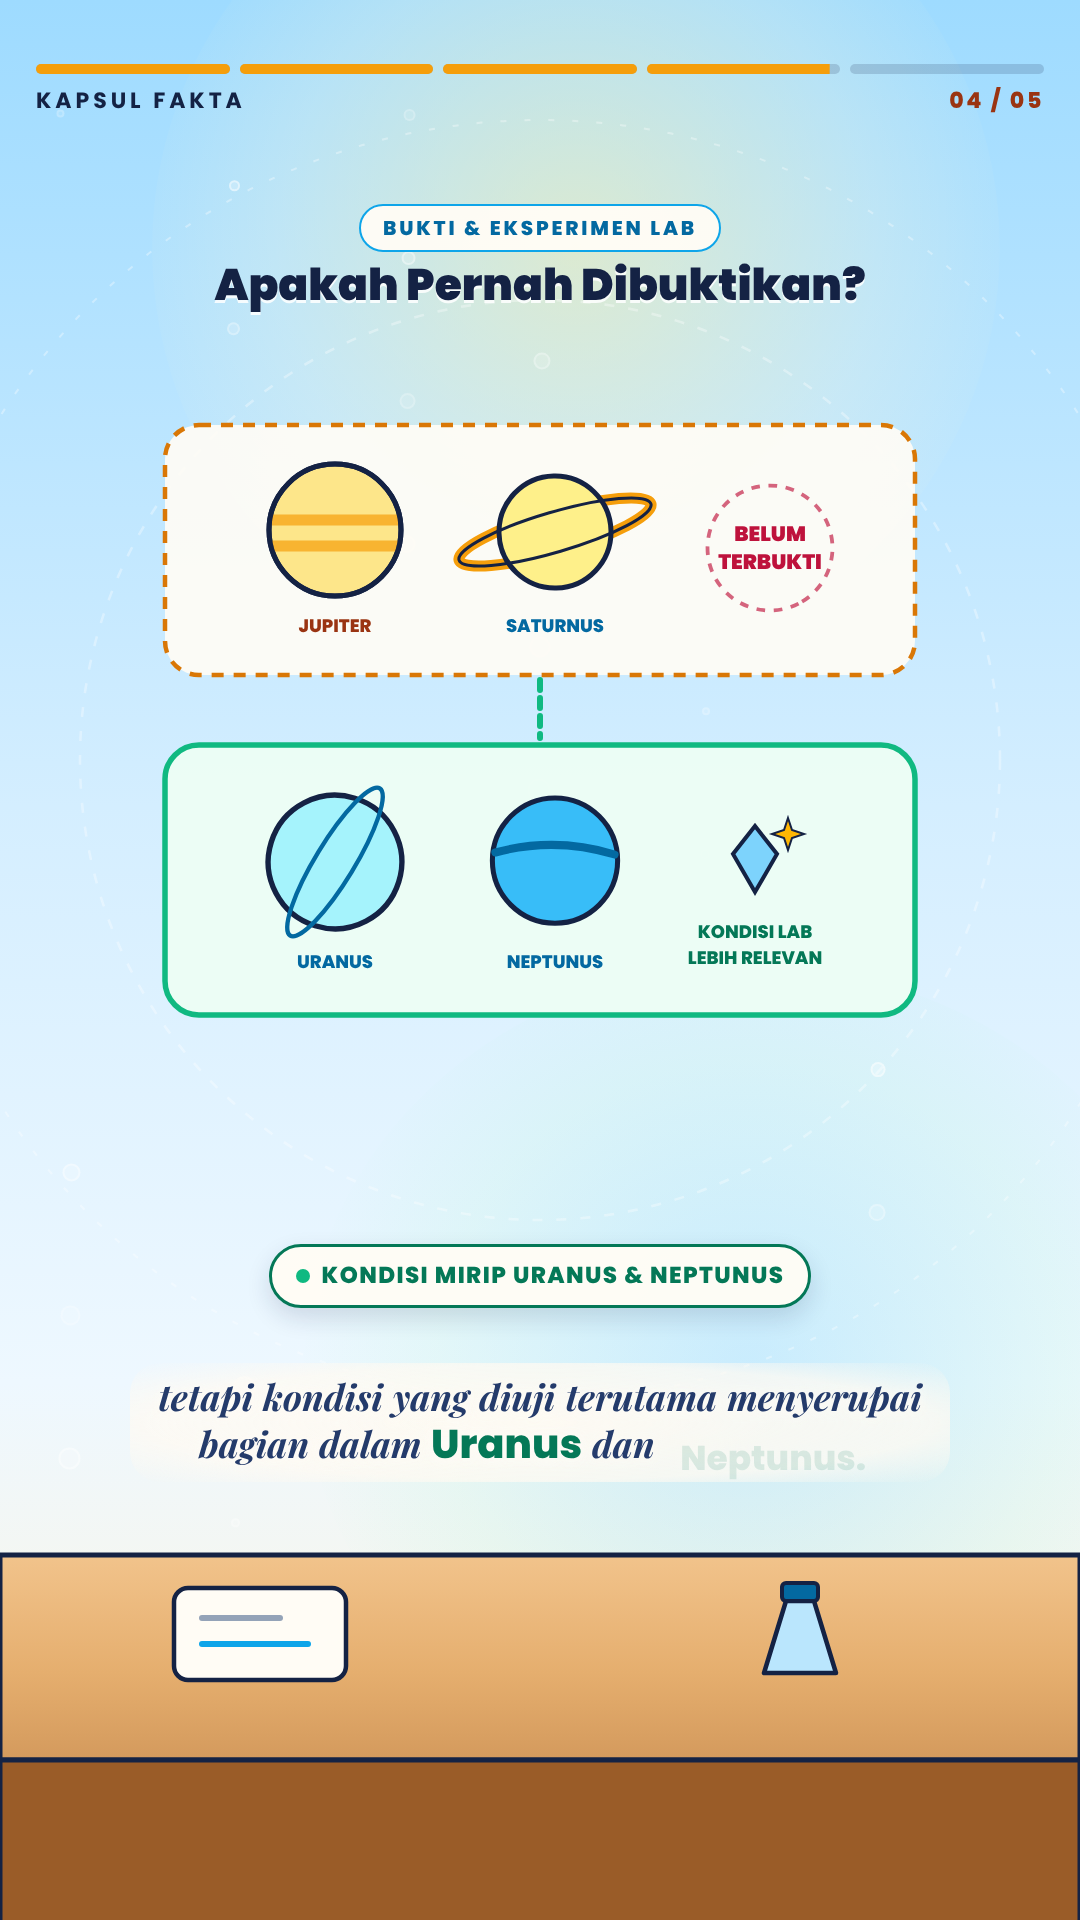 KAPSUL FAKTA
04 / 05
BUKTI & EKSPERIMEN LAB
Apakah Pernah Dibuktikan?
BELUM
TERBUKTI
JUPITER
SATURNUS
KONDISI LAB
LEBIH RELEVAN
URANUS
NEPTUNUS
KONDISI MIRIP URANUS & NEPTUNUS
tetapi kondisi yang diuji terutama menyerupai
bagian dalam Uranus dan Neptunus.